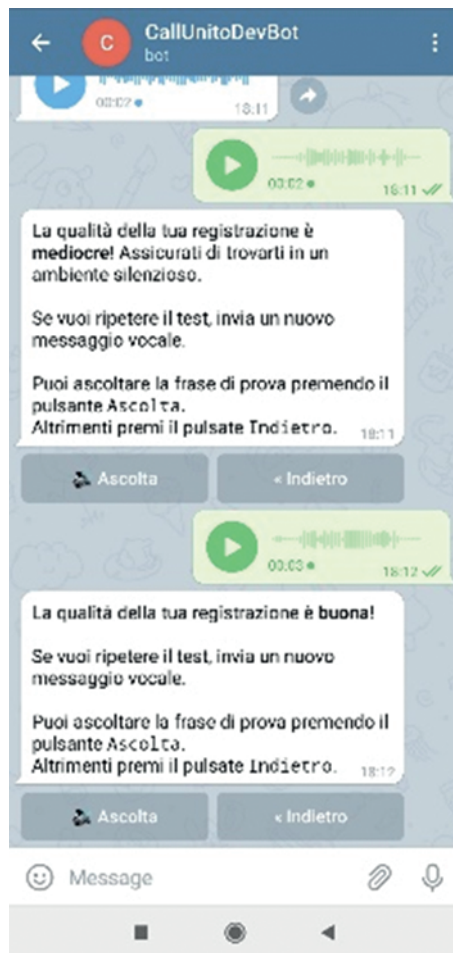 CallUnitoDevBot
C
bot
00:02
18:11
00:02
18:11
La qualità della tua registrazione è
mediocre! Assicurati di trovarti in un
ambiente silenzioso.
Se vuoi ripetere il test, invia un nuovo
messaggio vocale.
Puoi ascoltare la frase di prova premendo il
pulsante Ascolta.
Altrimenti premi il pulsate Indietro.
18:11
Ascolta
« Indietro
00:03
18:12
La qualità della tua registrazione è buona!
Se vuoi ripetere il test, invia un nuovo
messaggio vocale.
Puoi ascoltare la frase di prova premendo il
pulsante Ascolta.
Altrimenti premi il pulsate Indietro.
18:12
Ascolta
« Indietro
Message